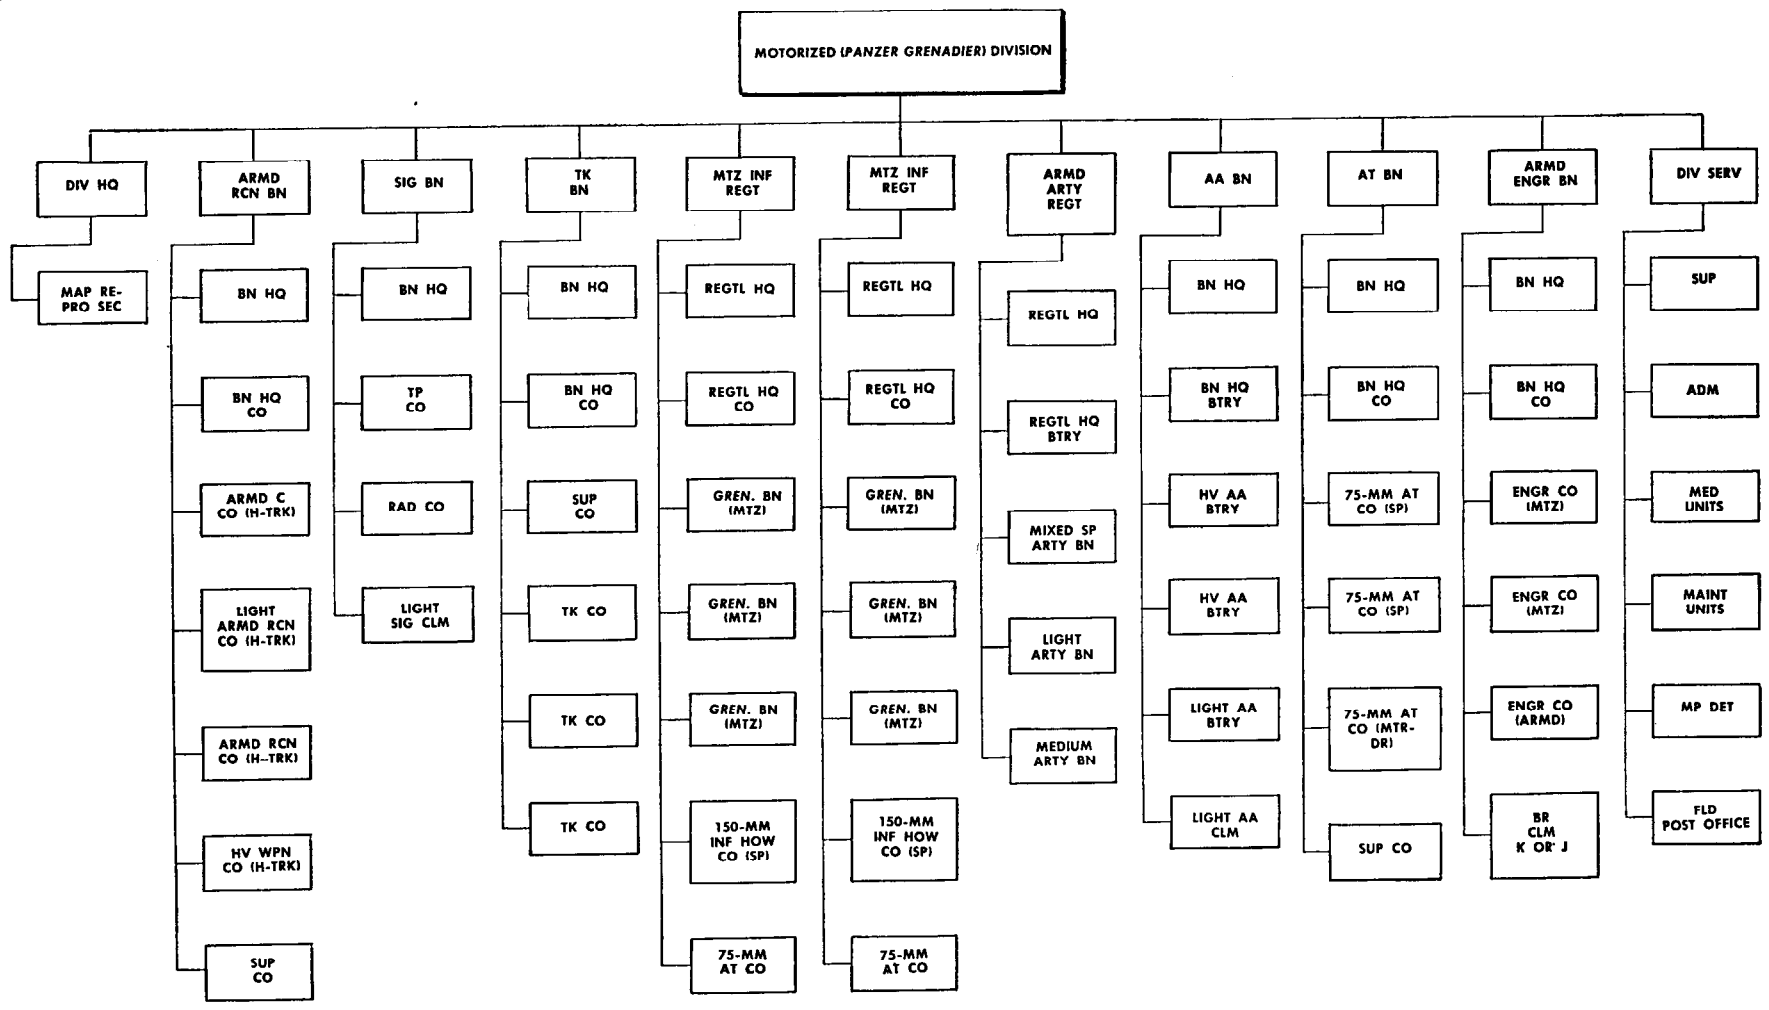 MOTORIZED (PANZER GRENADIER) DIVISION
DIV HQ
MAP RE-
PRO SEC
ARMD
RCN BN
BN HQ
BN HQ
CO
ARMD C
CO (H-TRK)
LIGHT
ARMD RCN
CO (H-TRK)
ARMD RCN
CO (H-TRK)
HV WPN
CO (H-TRK)
SUP
CO
SIG BN
BN HQ
TP
CO
RAD CO
LIGHT
SIG CLM
TK
BN
BN HQ
BN HQ
CO
SUP
CO
TK CO
TK CO
TK CO
MTZ INF
REGT
REGTL HQ
REGTL HQ
CO
GREN. BN
(MTZ)
GREN. BN
(MTZ)
GREN. BN
(MTZ)
150-MM
INF HOW
CO (SP)
75-MM
AT CO
MTZ INF
REGT
REGTL HQ
REGTL HQ
CO
GREN. BN
(MTZ)
GREN. BN
(MTZ)
GREN. BN
(MTZ)
150-MM
INF HOW
CO (SP)
75-MM
AT CO
ARMD
ARTY
REGT
REGTL HQ
REGTL HQ
BTRY
MIXED SP
ARTY BN
LIGHT
ARTY BN
MEDIUM
ARTY BN
AA BN
BN HQ
BN HQ
BTRY
HV AA
BTRY
HV AA
BTRY
LIGHT AA
BTRY
LIGHT AA
CLM
AT BN
BN HQ
BN HQ
CO
75-MM AT
CO (SP)
75-MM AT
CO (SP)
75-MM AT
CO (MTR-
DR)
SUP CO
ARMD
ENGR BN
BN HQ
BN HQ
CO
ENGR CO
(MTZ)
ENGR CO
(MTZ)
ENGR CO
(ARMD)
BR
CLM
K OR J
DIV SERV
SUP
ADM
MED
UNITS
MAINT
UNITS
MP DET
FLD
POST OFFICE